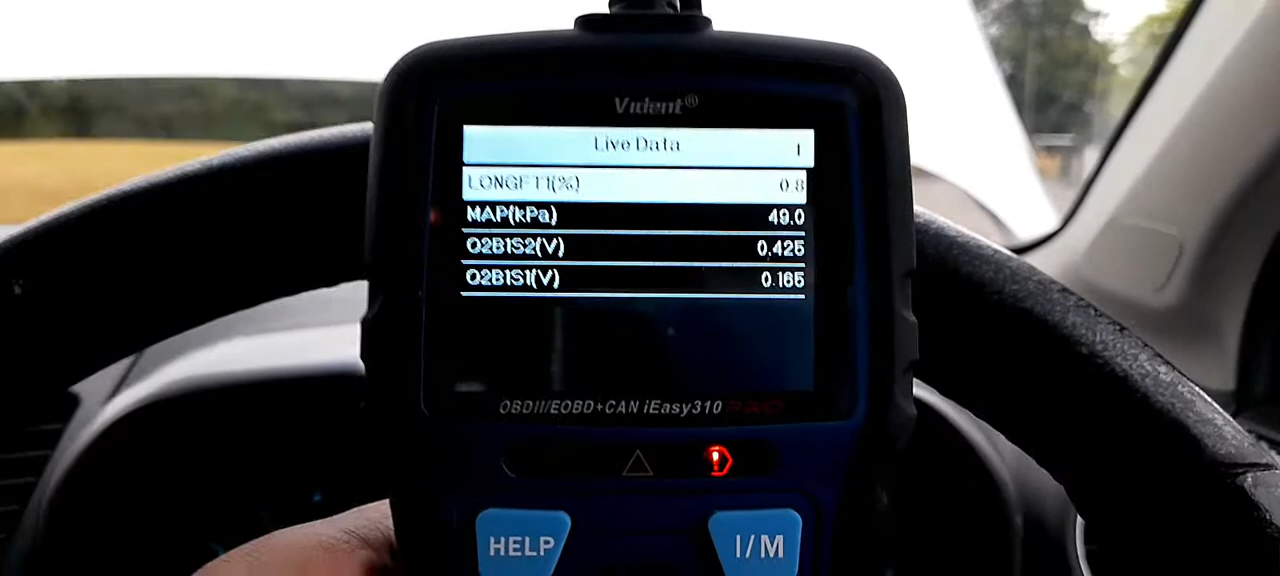 Vident®
Live Data 1
LONGFT1(%) 0.8
MAP(kPa) 49.0
O2B1S2(V) 0.425
O2B1S1(V) 0.165
OBDII/EOBD+CAN iEasy310
HELP
I/M